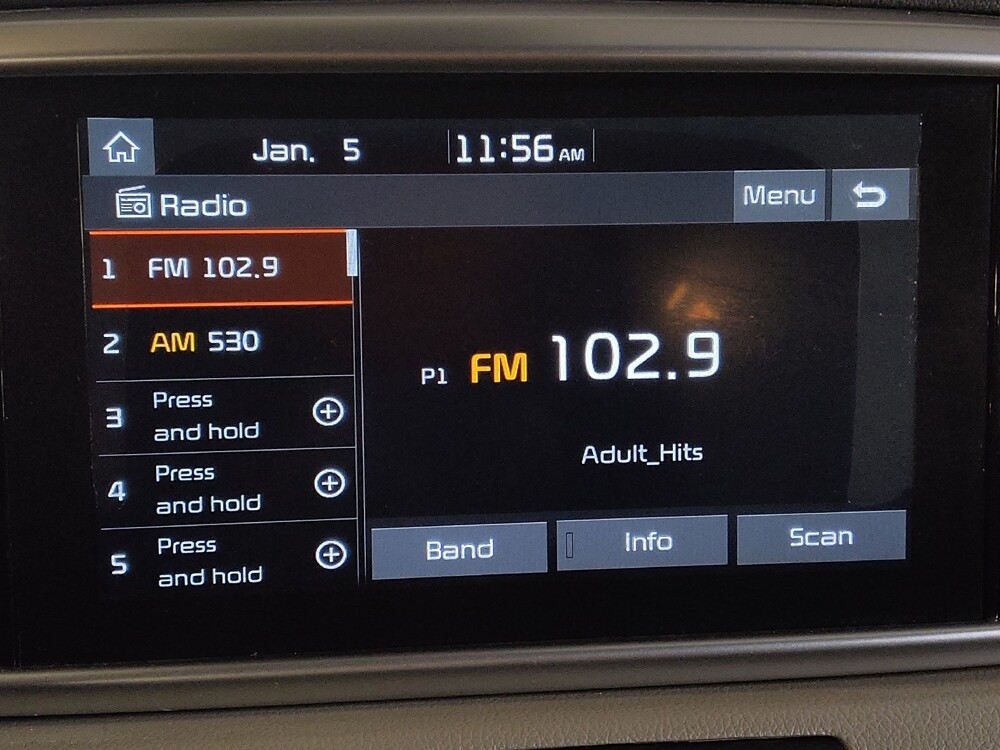 Jan. 5 11:56 AM
Radio Menu
1 FM 102.9
2 AM 530
3 Press
and hold
4 Press
and hold
5 Press
and hold
P1 FM 102.9
Adult_Hits
Band Info Scan